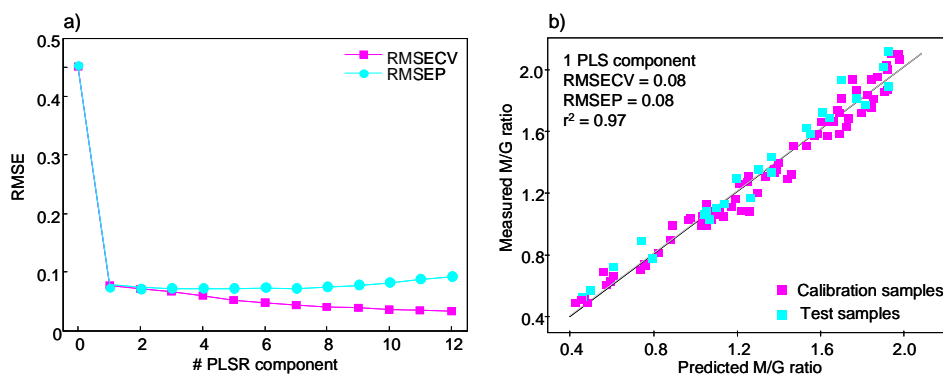 a)
RMSE
0.5
0.4
0.3
0.2
0.1
0
0 2 4 6 8 10 12
# PLSR component
RMSECV
RMSEP
b)
Measured M/G ratio
2.0
1.6
1.2
0.8
0.4
0.4 0.8 1.2 1.6 2.0
Predicted M/G ratio
1 PLS component
RMSECV = 0.08
RMSEP = 0.08
r² = 0.97
Calibration samples
Test samples